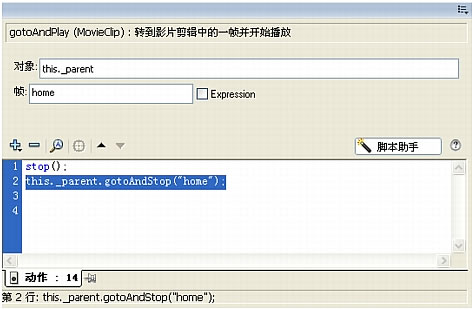 gotoAndPlay (MovieClip) : 转到影片剪辑中的一帧并开始播放
对象: this._parent
帧: home Expression
脚本助手
1 stop();
2 this._parent.gotoAndStop("home");
3
4
动作 : 14
第 2 行: this._parent.gotoAndStop("home");